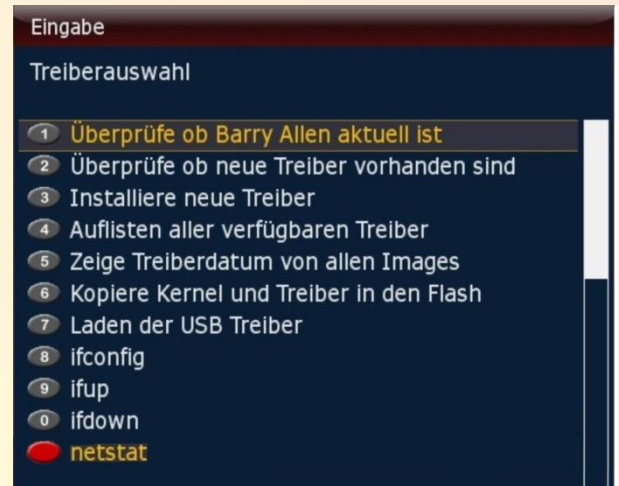 Eingabe
Treiberauswahl
1 Überprüfe ob Barry Allen aktuell ist
2 Überprüfe ob neue Treiber vorhanden sind
3 Installiere neue Treiber
4 Auflisten aller verfügbaren Treiber
5 Zeige Treiberdatum von allen Images
6 Kopiere Kernel und Treiber in den Flash
7 Laden der USB Treiber
8 ifconfig
9 ifup
0 ifdown
netstat